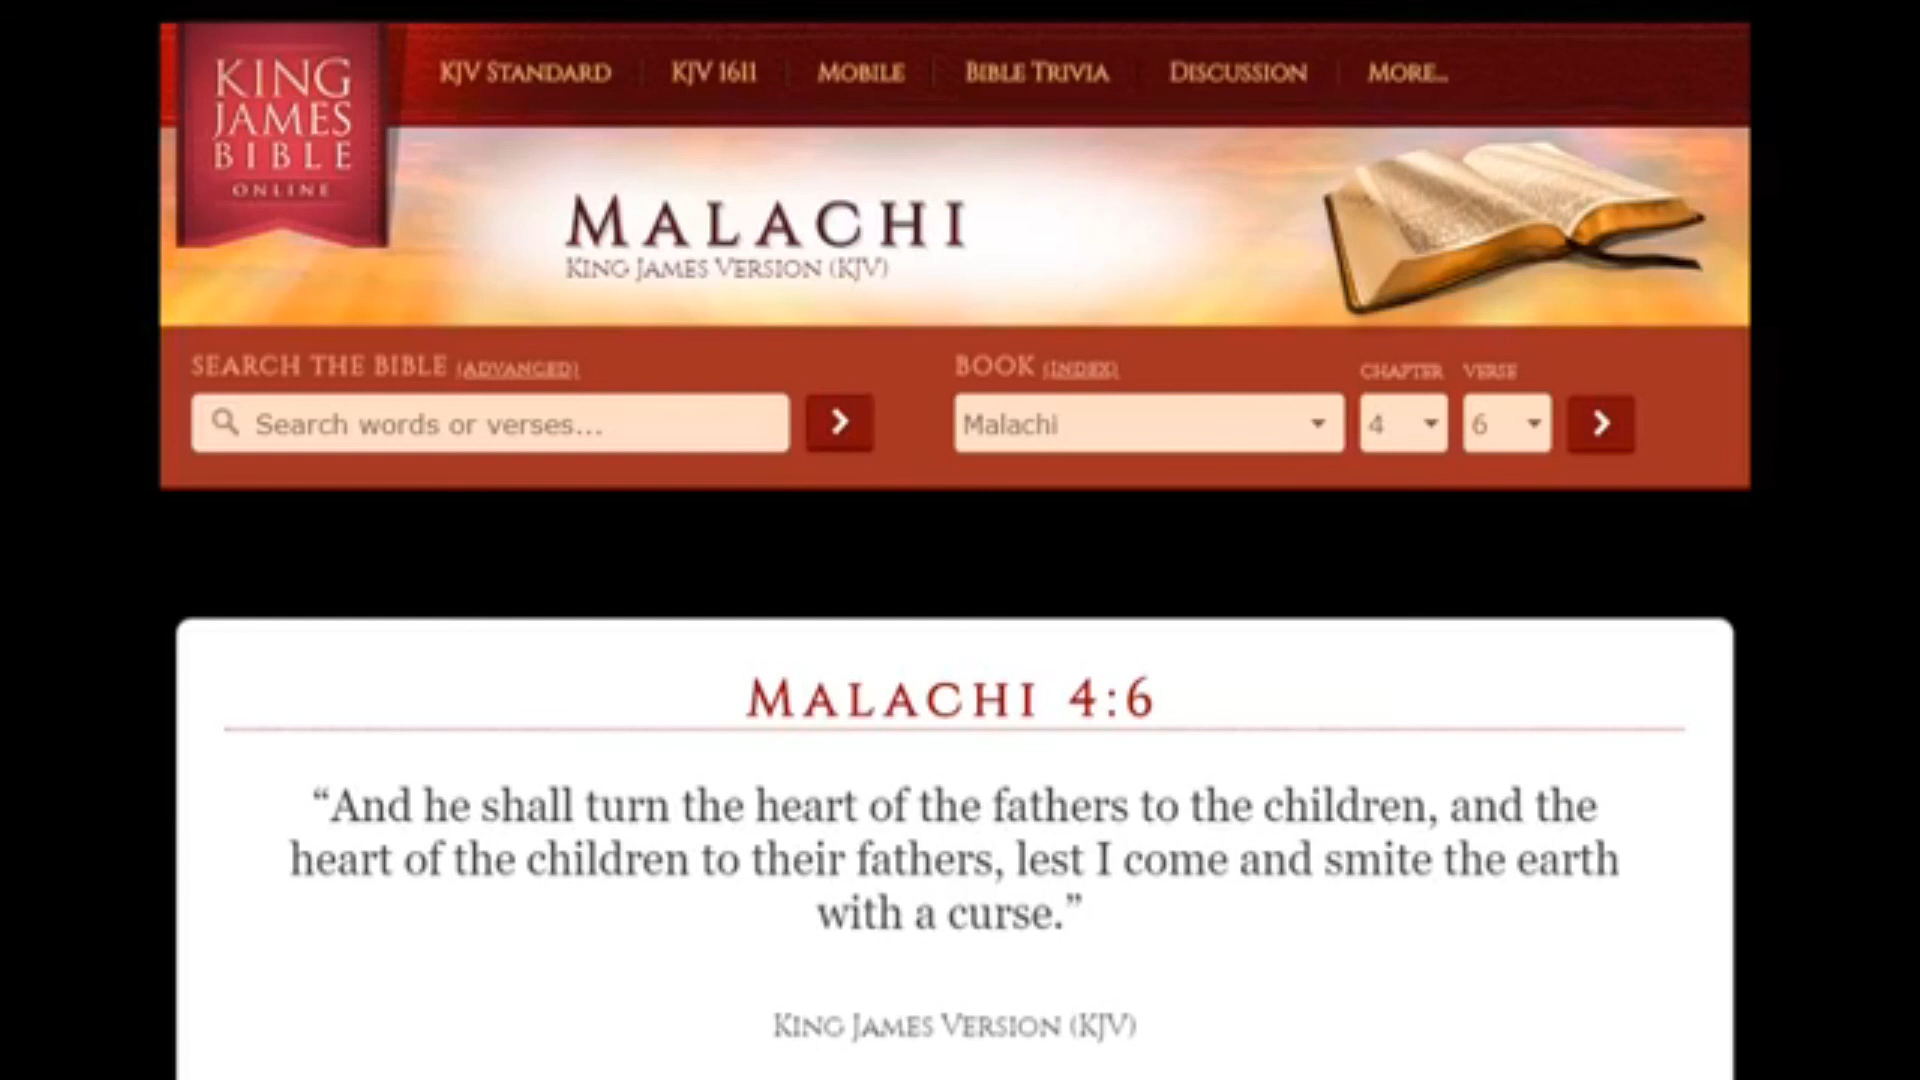 KING
JAMES
BIBLE
ONLINE
KJV STANDARD
KJV 1611
MOBILE
BIBLE TRIVIA
DISCUSSION
MORE...
MALACHI
KING JAMES VERSION (KJV)
SEARCH THE BIBLE (ADVANCED)
Search words or verses...
BOOK (INDEX)
CHAPTER
VERSE
Malachi
4
6
MALACHI 4:6
“And he shall turn the heart of the fathers to the children, and the
heart of the children to their fathers, lest I come and smite the earth
with a curse.”
KING JAMES VERSION (KJV)